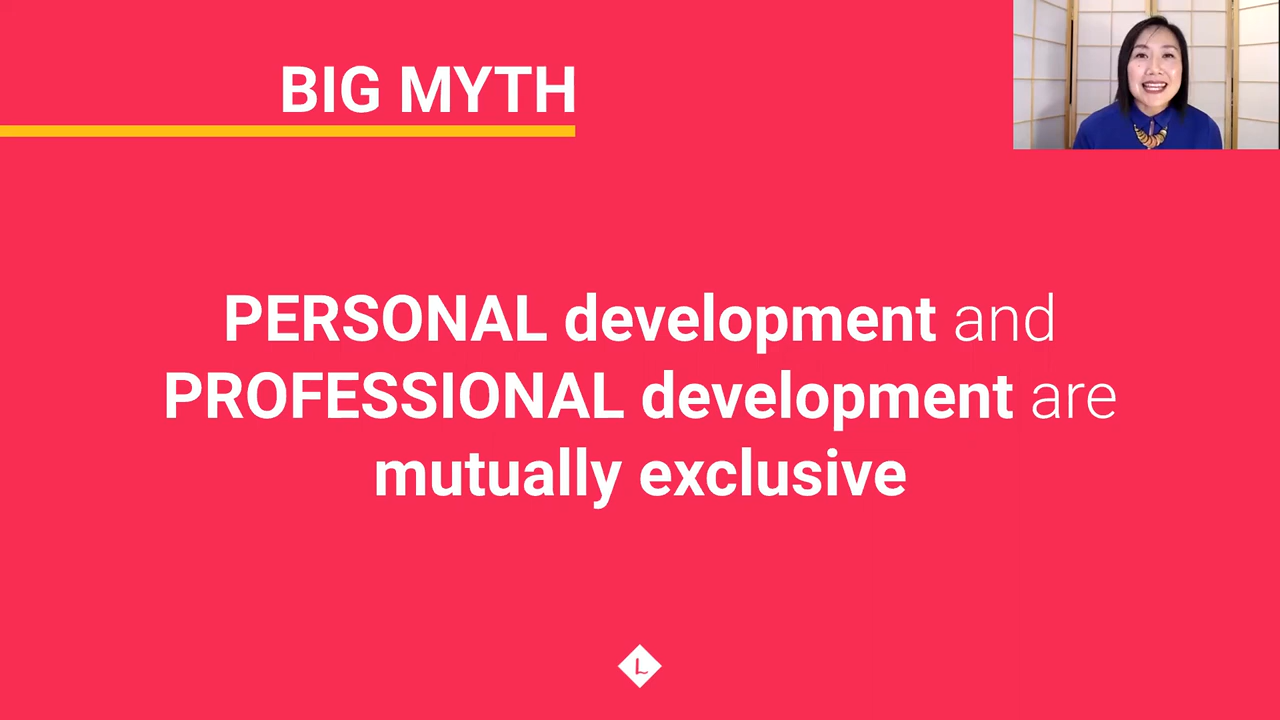 BIG MYTH
PERSONAL development and
PROFESSIONAL development are
mutually exclusive
L